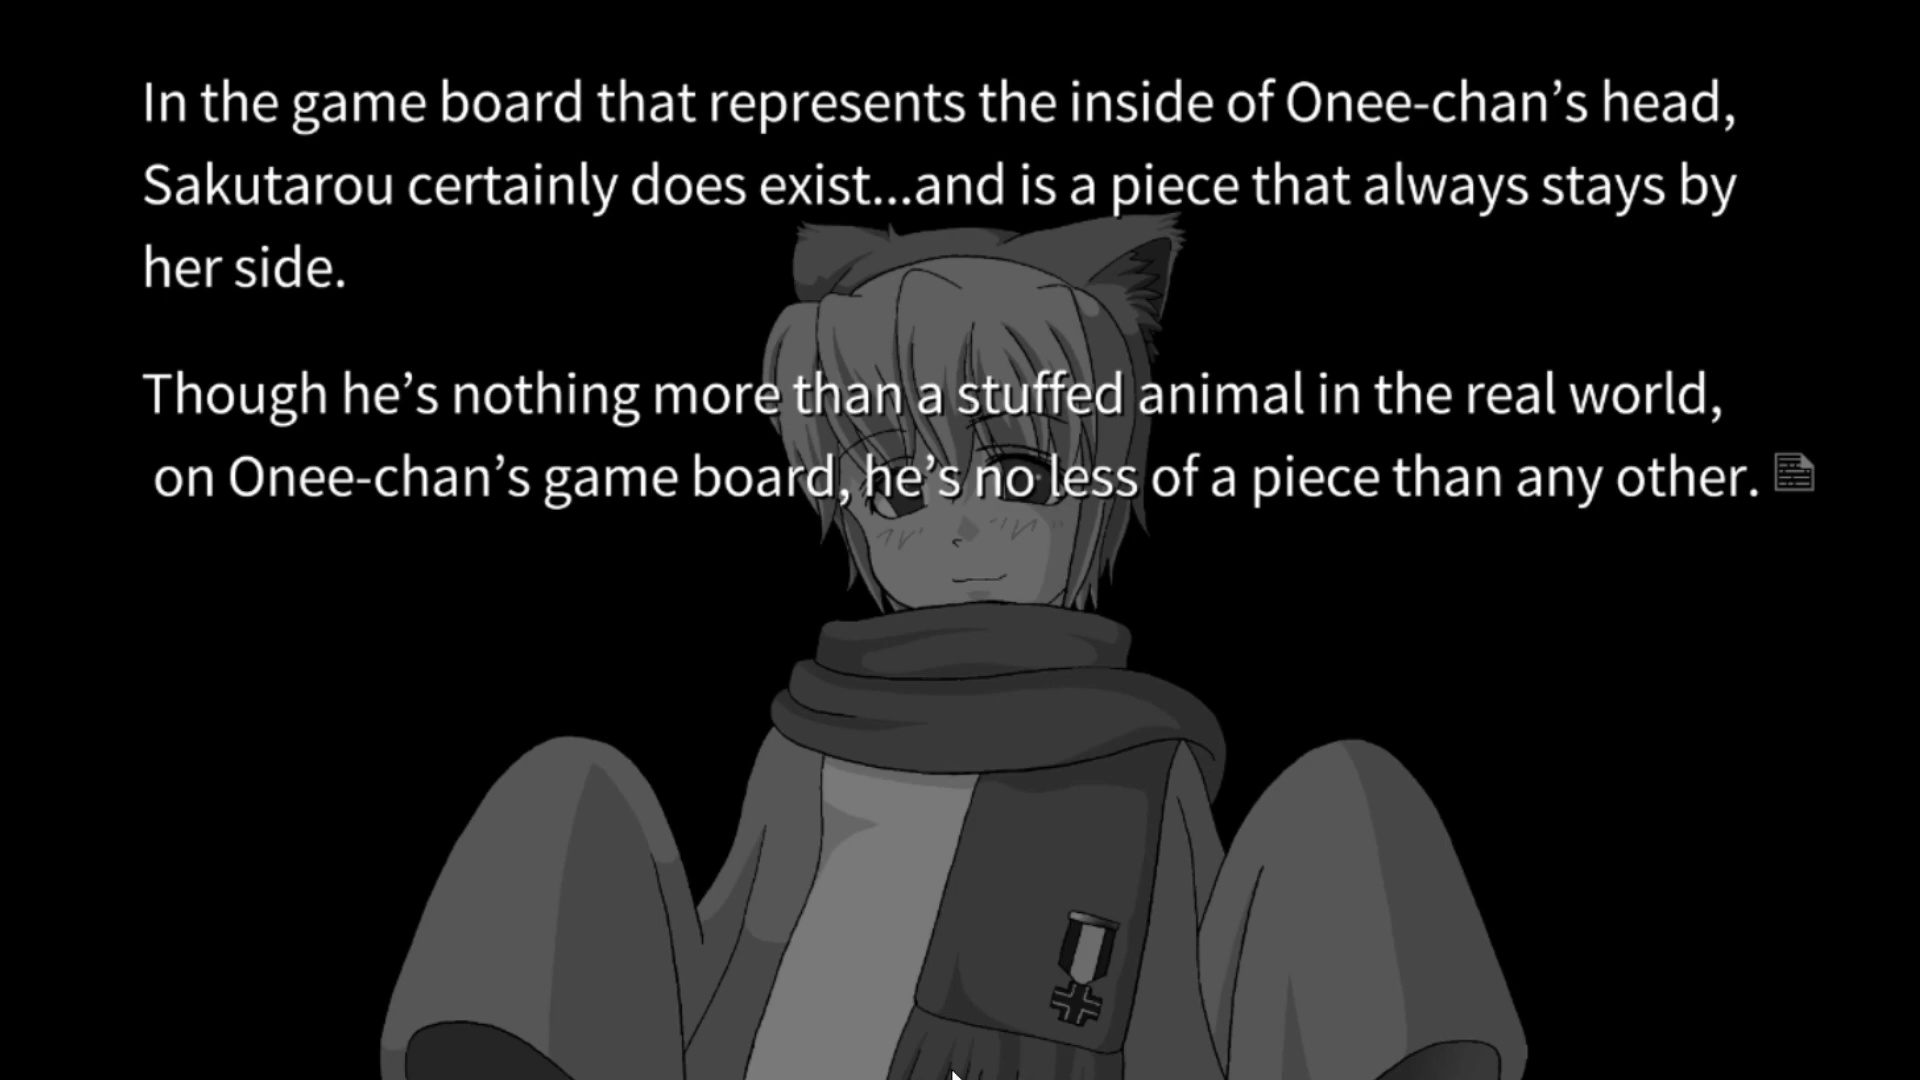 In the game board that represents the inside of Onee-chan’s head,
Sakutarou certainly does exist...and is a piece that always stays by
her side.
Though he’s nothing more than a stuffed animal in the real world,
on Onee-chan’s game board, he’s no less of a piece than any other.